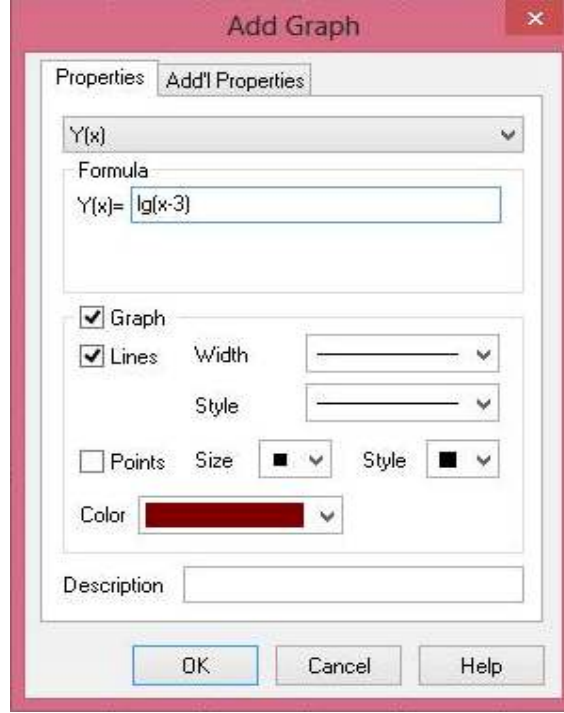 Add Graph
Properties Add'l Properties
Y(x)
Formula
Y(x)= lg(x-3)
Graph
Lines Width
Style
Points Size Style
Color
Description
OK Cancel Help